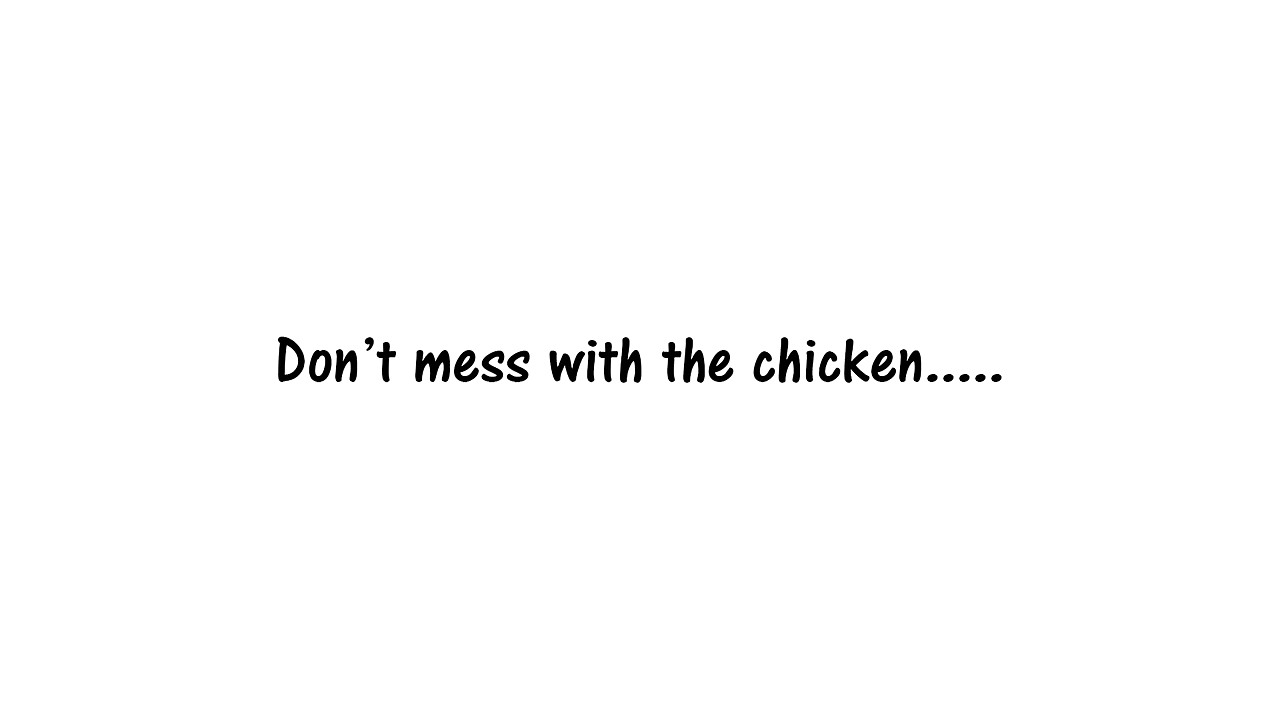 Don’t mess with the chicken.....